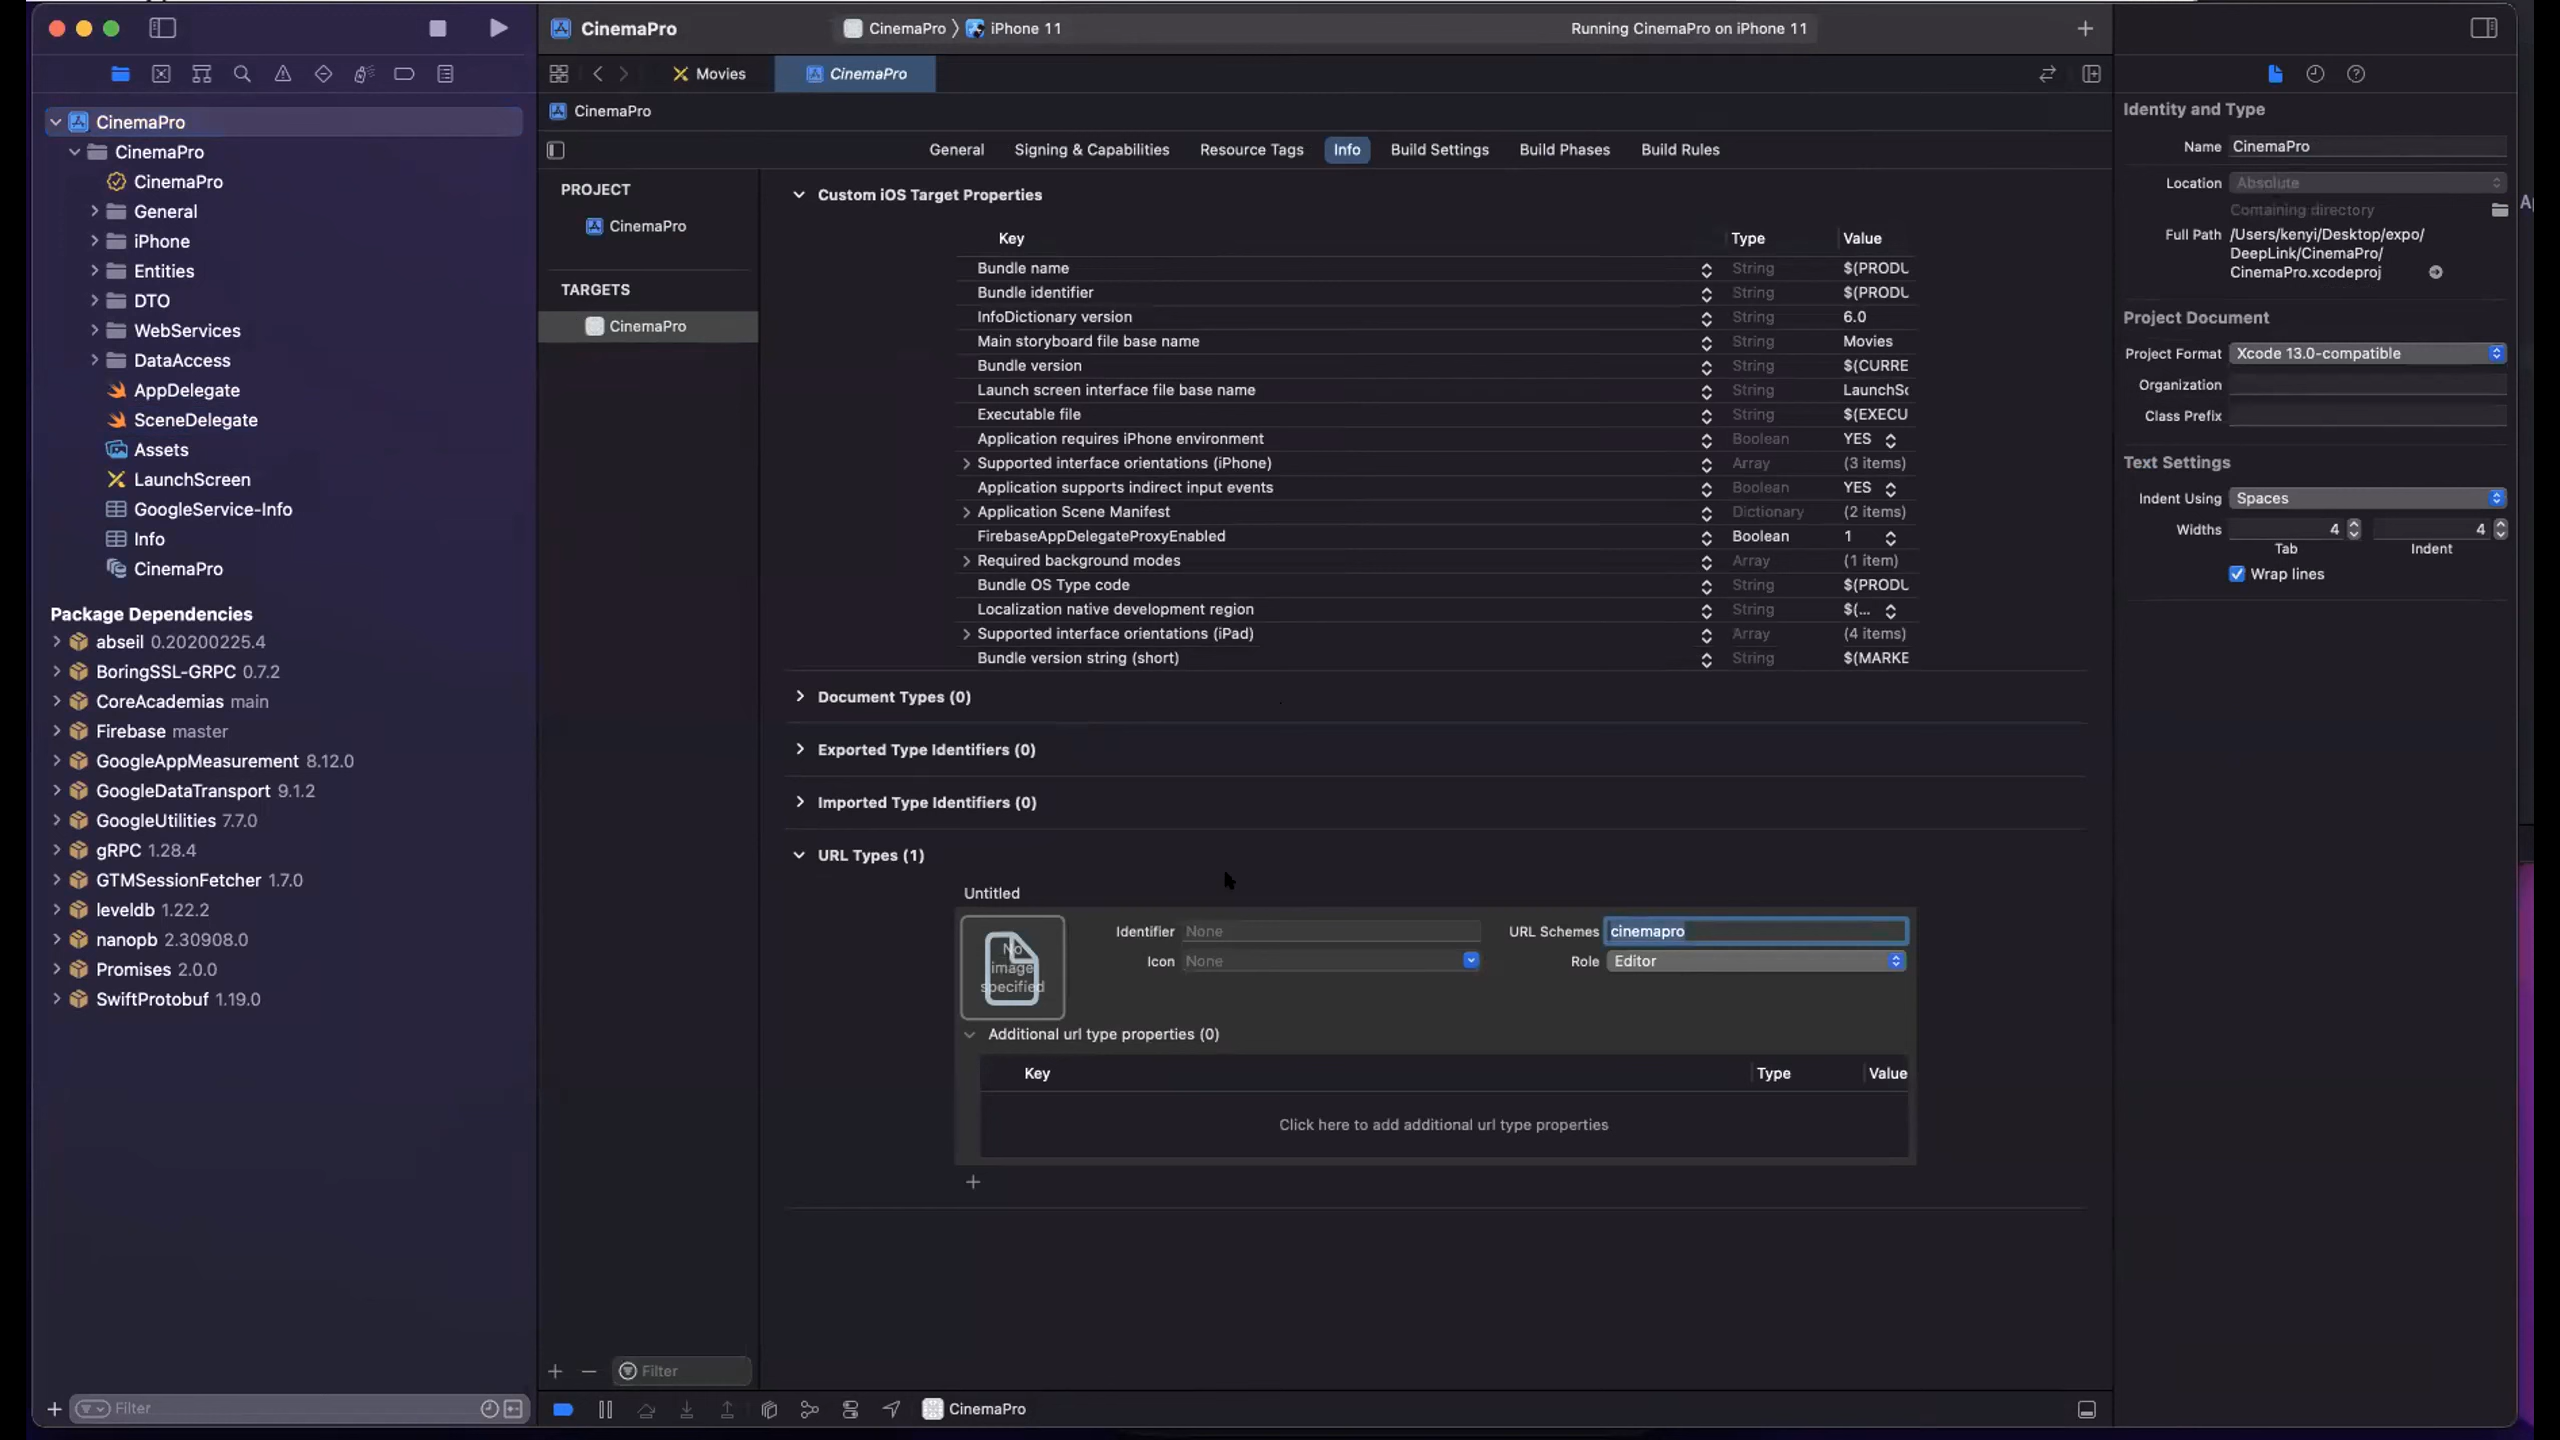 CinemaPro
CinemaPro 〉 iPhone 11
Running CinemaPro on iPhone 11
Movies
CinemaPro
CinemaPro
CinemaPro
CinemaPro
CinemaPro
General
iPhone
Entities
DTO
WebServices
DataAccess
AppDelegate
SceneDelegate
Assets
LaunchScreen
GoogleService-Info
Info
CinemaPro
Package Dependencies
abseil 0.20200225.4
BoringSSL-GRPC 0.7.2
CoreAcademias main
Firebase master
GoogleAppMeasurement 8.12.0
GoogleDataTransport 9.1.2
GoogleUtilities 7.7.0
gRPC 1.28.4
GTMSessionFetcher 1.7.0
leveldb 1.22.2
nanopb 2.30908.0
Promises 2.0.0
SwiftProtobuf 1.19.0
Filter
General Signing & Capabilities Resource Tags Info Build Settings Build Phases Build Rules
PROJECT
CinemaPro
TARGETS
CinemaPro
Filter
Custom iOS Target Properties
Key Type Value
Bundle name String $(PRODU
Bundle identifier String $(PRODU
InfoDictionary version String 6.0
Main storyboard file base name String Movies
Bundle version String $(CURRE
Launch screen interface file base name String LaunchSc
Executable file String $(EXECU
Application requires iPhone environment Boolean YES
Supported interface orientations (iPhone) Array (3 items)
Application supports indirect input events Boolean YES
Application Scene Manifest Dictionary (2 items)
FirebaseAppDelegateProxyEnabled Boolean 1
Required background modes Array (1 item)
Bundle OS Type code String $(PRODU
Localization native development region String $(...
Supported interface orientations (iPad) Array (4 items)
Bundle version string (short) String $(MARKE
Document Types (0)
Exported Type Identifiers (0)
Imported Type Identifiers (0)
URL Types (1)
Untitled
No image specified
Identifier None URL Schemes cinemapro
Icon None Role Editor
Additional url type properties (0)
Key Type Value
Click here to add additional url type properties
CinemaPro
Identity and Type
Name CinemaPro
Location Absolute
Containing directory
Full Path /Users/kenyi/Desktop/expo/
DeepLink/CinemaPro/
CinemaPro.xcodeproj
Project Document
Project Format Xcode 13.0-compatible
Organization
Class Prefix
Text Settings
Indent Using Spaces
Widths 4 4
Tab Indent
Wrap lines